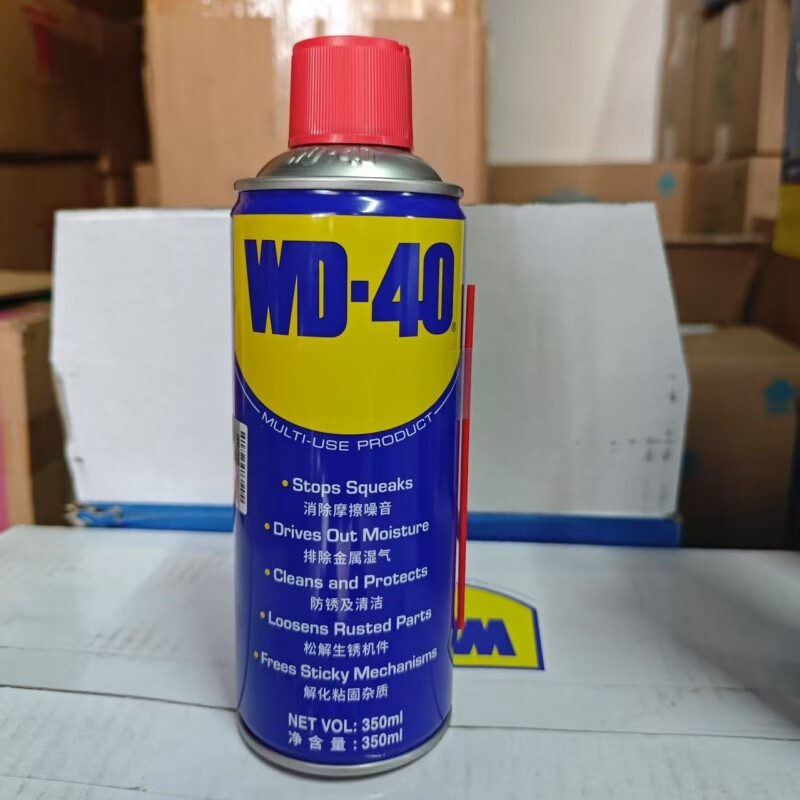 WD-40
®
MULTI-USE PRODUCT
• Stops Squeaks
消除摩擦噪音
• Drives Out Moisture
排除金属湿气
• Cleans and Protects
防锈及清洁
• Loosens Rusted Parts
松解生锈机件
• Frees Sticky Mechanisms
解化粘固杂质
NET VOL: 350ml
净含量: 350ml